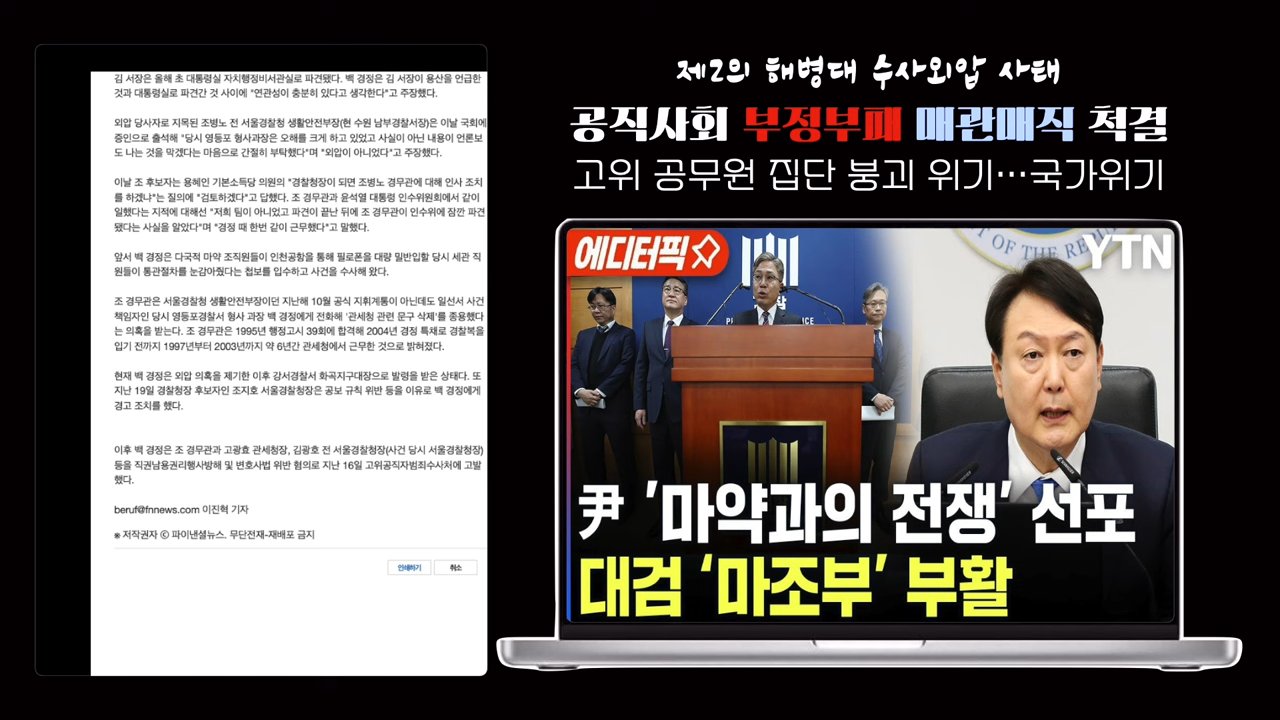 김 서장은 올해 초 대통령실 자치행정비서관실로 파견됐다. 백 경정은 김 서장이 용산을 언급한
것과 대통령실로 파견간 것 사이에 "연관성이 충분히 있다고 생각한다"고 주장했다.
외압 당사자로 지목된 조병노 전 서울경찰청 생활안전부장(현 수원 남부경찰서장)은 이날 국회에
증인으로 출석해 "당시 영등포 형사과장은 오해를 크게 하고 있었고 사실이 아닌 내용이 언론보
도 나는 것을 막겠다는 마음으로 간절히 부탁했다"며 "외압이 아니었다"고 주장했다.
이날 조 후보자는 용혜인 기본소득당 의원의 "경찰청장이 되면 조병노 경무관에 대해 인사 조치
를 하겠냐"는 질의에 "검토하겠다"고 답했다. 조 경무관과 윤석열 대통령 인수위원회에서 같이
일했다는 지적에 대해선 "저희 팀이 아니었고 파견이 끝난 뒤에 조 경무관이 인수위에 잠깐 파견
됐다는 사실을 알았다"며 "경정 때 한번 같이 근무했다"고 말했다.
앞서 백 경정은 다국적 마약 조직원들이 인천공항을 통해 필로폰을 대량 밀반입할 당시 세관 직
원들이 통관절차를 눈감아줬다는 첩보를 입수하고 사건을 수사해 왔다.
조 경무관은 서울경찰청 생활안전부장이던 지난해 10월 공식 지휘계통이 아닌데도 일선서 사건
책임자인 당시 영등포경찰서 형사 과장 백 경정에게 전화해 '관세청 관련 문구 삭제'를 종용했다
는 의혹을 받는다. 조 경무관은 1995년 행정고시 39회에 합격해 2004년 경정 특채로 경찰복을
입기 전까지 1997년부터 2003년까지 약 6년간 관세청에서 근무한 것으로 밝혀졌다.
현재 백 경정은 외압 의혹을 제기한 이후 강서경찰서 화곡지구대장으로 발령을 받은 상태다. 또
지난 19일 경찰청장 후보자인 조지호 서울경찰청장은 공보 규칙 위반 등을 이유로 백 경정에게
경고 조치를 했다.
이후 백 경정은 조 경무관과 고광효 관세청장, 김광호 전 서울경찰청장(사건 당시 서울경찰청장)
등을 직권남용권리행사방해 및 변호사법 위반 혐의로 지난 16일 고위공직자범죄수사처에 고발
했다.
beruf@fnnews.com 이진혁 기자
※ 저작권자 ⓒ 파이낸셜뉴스. 무단전재-재배포 금지
인쇄하기 취소
제2의 해병대 수사외압 사태
공직사회 부정부패 매관매직 척결
고위 공무원 집단 붕괴 위기…국가위기
에디터픽
YTN
OF THE REPU
尹 '마약과의 전쟁' 선포
대검 '마조부' 부활